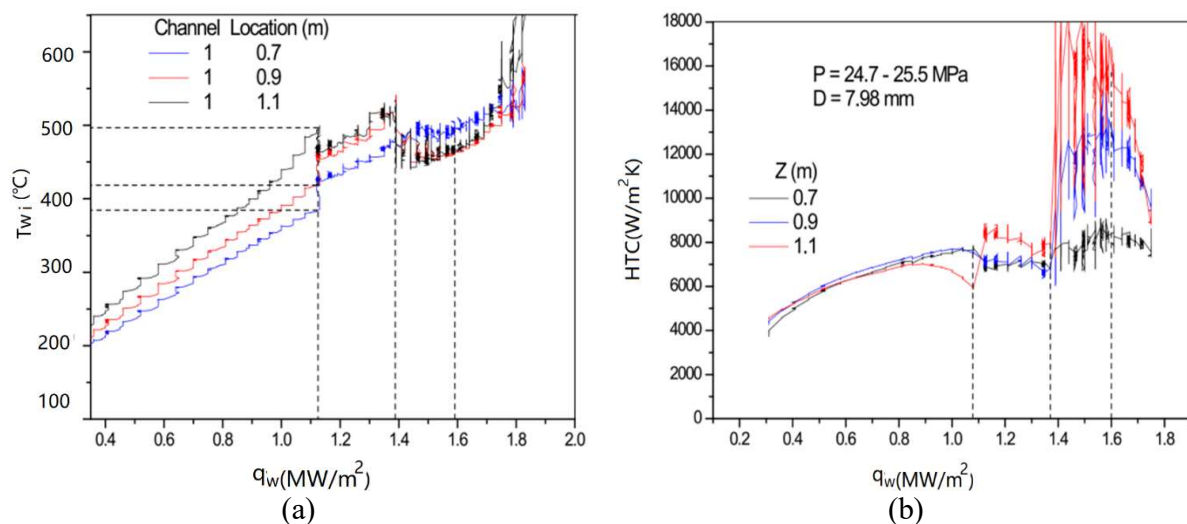 Channel Location (m)
1 0.7
1 0.9
1 1.1
600
500
400
300
200
100
Twi (℃)
0.4 0.6 0.8 1.0 1.2 1.4 1.6 1.8 2.0
qw(MW/m²)
(a)
18000
16000
14000
12000
10000
8000
6000
4000
2000
0
HTC(W/m²K)
P = 24.7 - 25.5 MPa
D = 7.98 mm
Z (m)
0.7
0.9
1.1
0.2 0.4 0.6 0.8 1.0 1.2 1.4 1.6 1.8
qw(MW/m²)
(b)